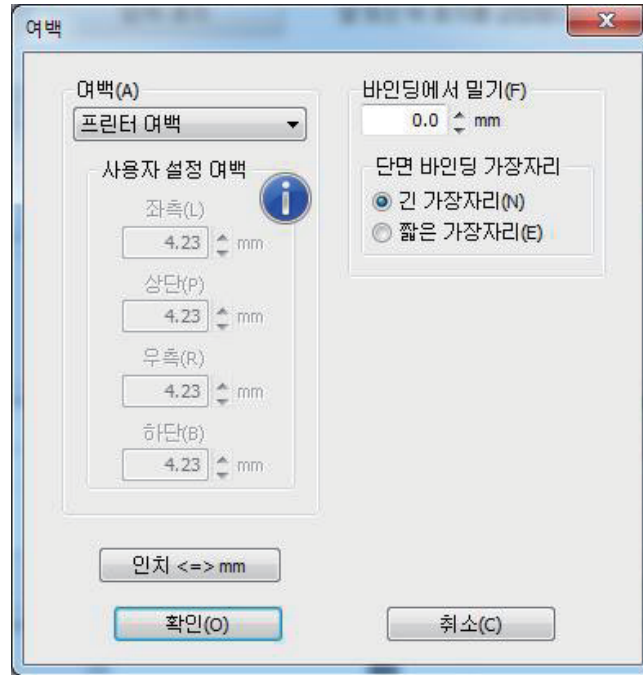 여백
여백(A)
프린터 여백
사용자 설정 여백
좌측(L)
4.23 mm
상단(P)
4.23 mm
우측(R)
4.23 mm
하단(B)
4.23 mm
바인딩에서 밀기(F)
0.0 mm
단면 바인딩 가장자리
긴 가장자리(N)
짧은 가장자리(E)
인치 <=> mm
확인(O)
취소(C)